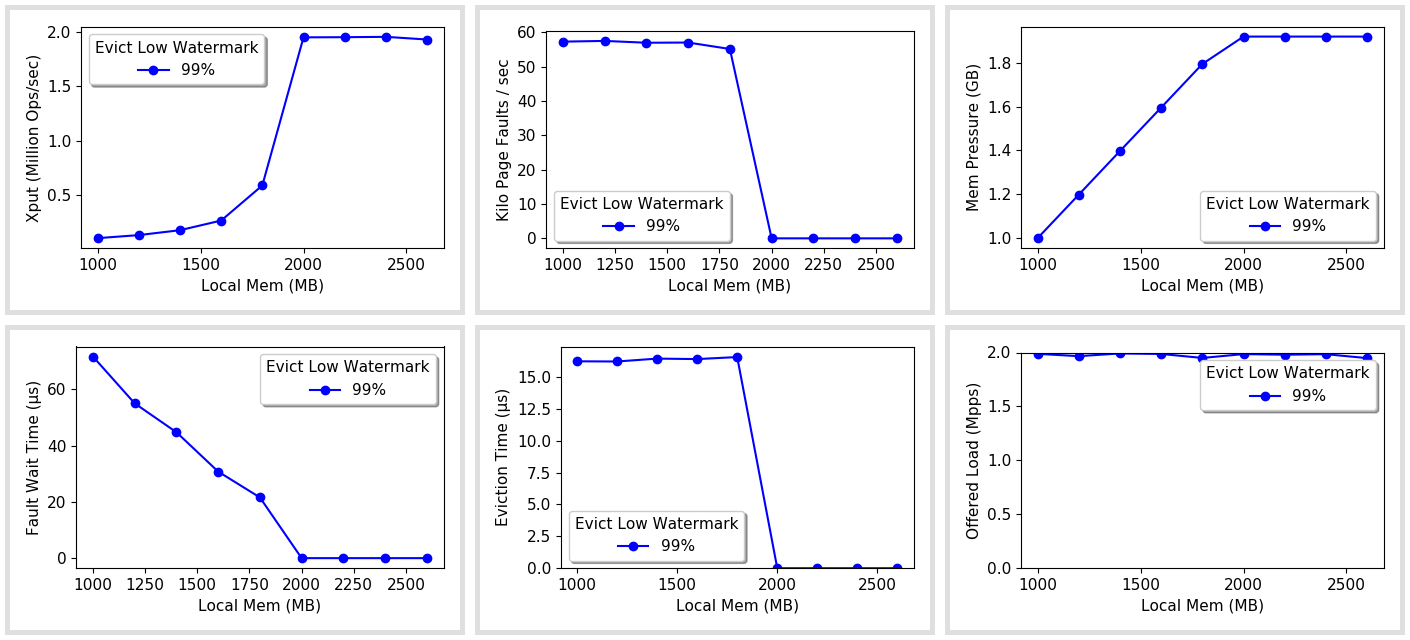 2.0
1.5
1.0
0.5
Xput (Million Ops/sec)
Evict Low Watermark
99%
1000 1500 2000 2500
Local Mem (MB)
60
50
40
30
20
10
0
Kilo Page Faults / sec
Evict Low Watermark
99%
1000 1250 1500 1750 2000 2250 2500
Local Mem (MB)
1.8
1.6
1.4
1.2
1.0
Mem Pressure (GB)
Evict Low Watermark
99%
1000 1500 2000 2500
Local Mem (MB)
60
40
20
0
Fault Wait Time (µs)
Evict Low Watermark
99%
1000 1250 1500 1750 2000 2250 2500
Local Mem (MB)
15.0
12.5
10.0
7.5
5.0
2.5
0.0
Eviction Time (µs)
Evict Low Watermark
99%
1000 1500 2000 2500
Local Mem (MB)
2.0
1.5
1.0
0.5
0.0
Offered Load (Mpps)
Evict Low Watermark
99%
1000 1500 2000 2500
Local Mem (MB)